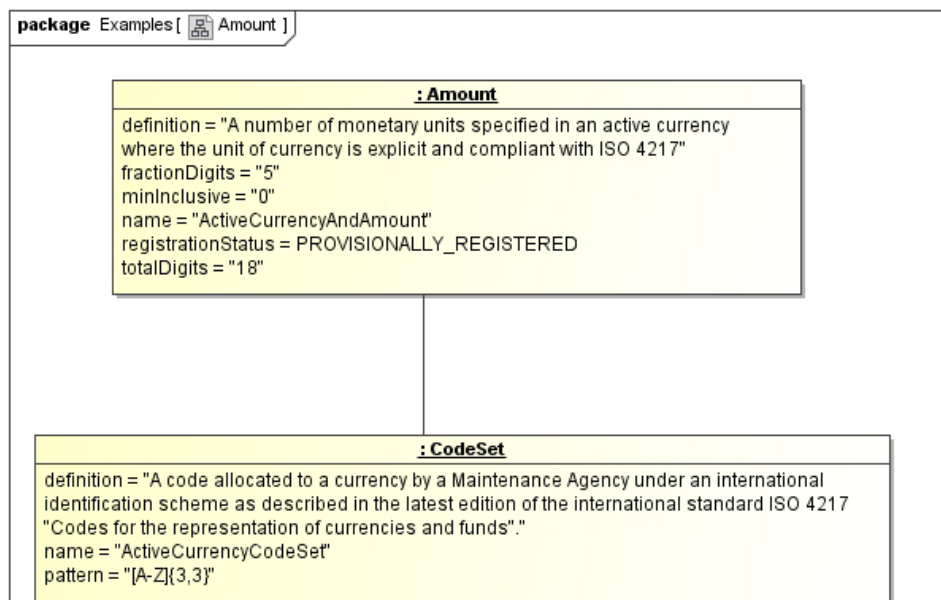 package Examples [ Amount ]
: Amount
definition = "A number of monetary units specified in an active currency
where the unit of currency is explicit and compliant with ISO 4217"
fractionDigits = "5"
minInclusive = "0"
name = "ActiveCurrencyAndAmount"
registrationStatus = PROVISIONALLY_REGISTERED
totalDigits = "18"
: CodeSet
definition = "A code allocated to a currency by a Maintenance Agency under an international
identification scheme as described in the latest edition of the international standard ISO 4217
"Codes for the representation of currencies and funds"."
name = "ActiveCurrencyCodeSet"
pattern = "[A-Z]{3,3}"